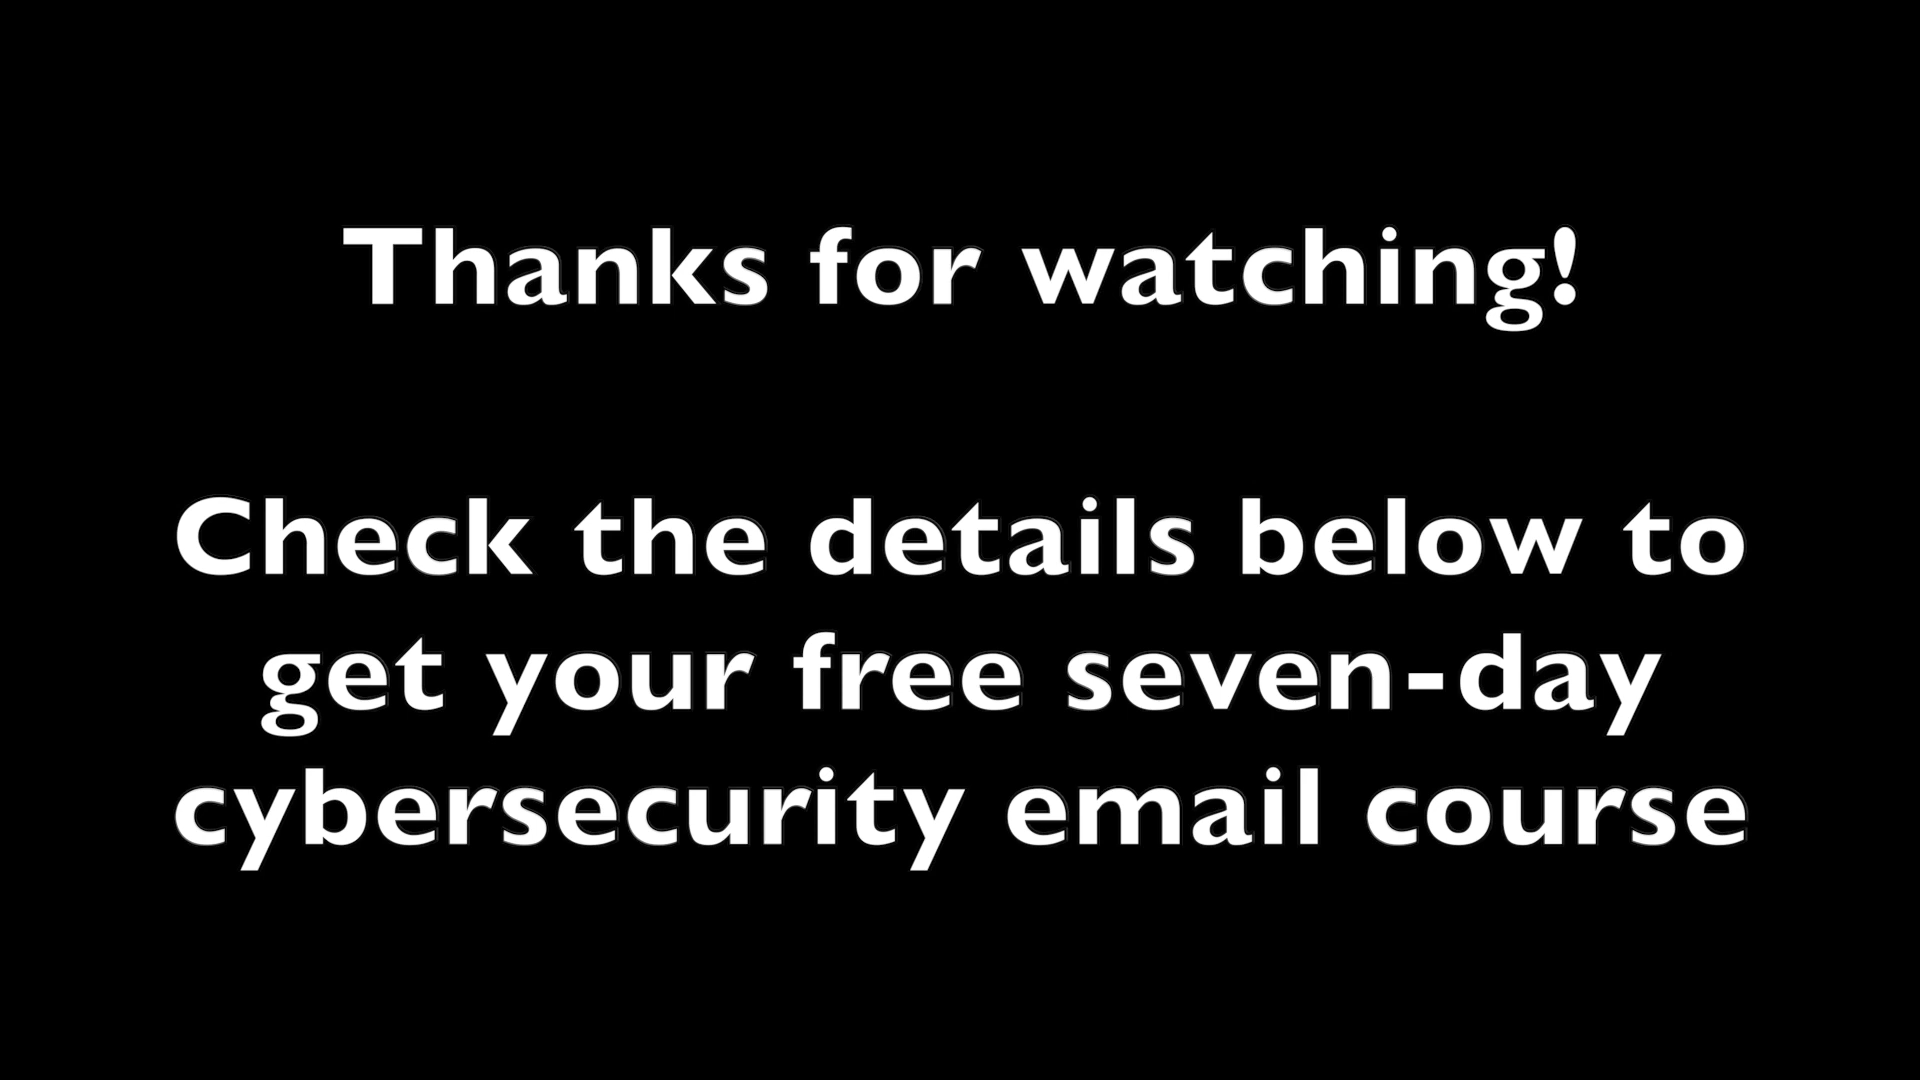 Thanks for watching!
Check the details below to
get your free seven-day
cybersecurity email course